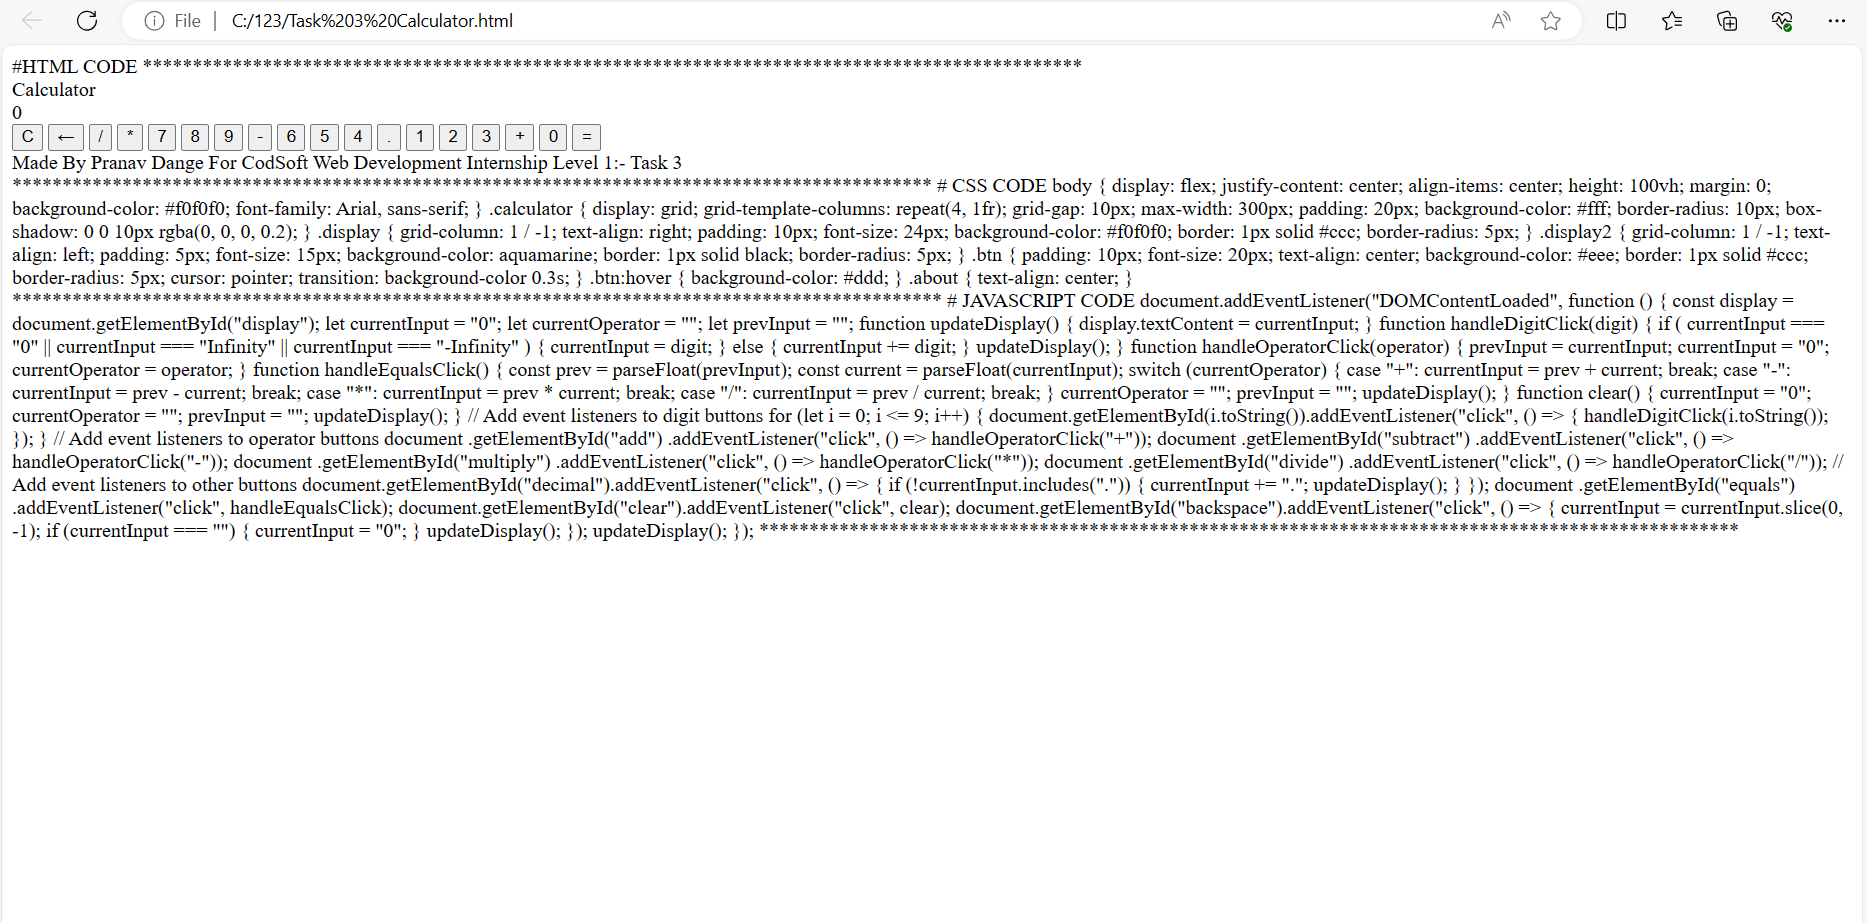 File | C:/123/Task%203%20Calculator.html
#HTML CODE **********************************************************************************************
Calculator
0
C ← / * 7 8 9 - 6 5 4 . 1 2 3 + 0 =
Made By Pranav Dange For CodSoft Web Development Internship Level 1:- Task 3
******************************************************************************************** # CSS CODE body { display: flex; justify-content: center; align-items: center; height: 100vh; margin: 0;
background-color: #f0f0f0; font-family: Arial, sans-serif; } .calculator { display: grid; grid-template-columns: repeat(4, 1fr); grid-gap: 10px; max-width: 300px; padding: 20px; background-color: #fff; border-radius: 10px; box-
shadow: 0 0 10px rgba(0, 0, 0, 0.2); } .display { grid-column: 1 / -1; text-align: right; padding: 10px; font-size: 24px; background-color: #f0f0f0; border: 1px solid #ccc; border-radius: 5px; } .display2 { grid-column: 1 / -1; text-
align: left; padding: 5px; font-size: 15px; background-color: aquamarine; border: 1px solid black; border-radius: 5px; } .btn { padding: 10px; font-size: 20px; text-align: center; background-color: #eee; border: 1px solid #ccc;
border-radius: 5px; cursor: pointer; transition: background-color 0.3s; } .btn:hover { background-color: #ddd; } .about { text-align: center; }
********************************************************************************************* # JAVASCRIPT CODE document.addEventListener("DOMContentLoaded", function () { const display =
document.getElementById("display"); let currentInput = "0"; let currentOperator = ""; let prevInput = ""; function updateDisplay() { display.textContent = currentInput; } function handleDigitClick(digit) { if ( currentInput ===
"0" || currentInput === "Infinity" || currentInput === "-Infinity" ) { currentInput = digit; } else { currentInput += digit; } updateDisplay(); } function handleOperatorClick(operator) { prevInput = currentInput; currentInput = "0";
currentOperator = operator; } function handleEqualsClick() { const prev = parseFloat(prevInput); const current = parseFloat(currentInput); switch (currentOperator) { case "+": currentInput = prev + current; break; case "-":
currentInput = prev - current; break; case "*": currentInput = prev * current; break; case "/": currentInput = prev / current; break; } currentOperator = ""; prevInput = ""; updateDisplay(); } function clear() { currentInput = "0";
currentOperator = ""; prevInput = ""; updateDisplay(); } // Add event listeners to digit buttons for (let i = 0; i <= 9; i++) { document.getElementById(i.toString()).addEventListener("click", () => { handleDigitClick(i.toString());
}); } // Add event listeners to operator buttons document .getElementById("add") .addEventListener("click", () => handleOperatorClick("+")); document .getElementById("subtract") .addEventListener("click", () =>
handleOperatorClick("-")); document .getElementById("multiply") .addEventListener("click", () => handleOperatorClick("*")); document .getElementById("divide") .addEventListener("click", () => handleOperatorClick("/")); //
Add event listeners to other buttons document.getElementById("decimal").addEventListener("click", () => { if (!currentInput.includes(".")) { currentInput += "."; updateDisplay(); } }); document .getElementById("equals")
.addEventListener("click", handleEqualsClick); document.getElementById("clear").addEventListener("click", clear); document.getElementById("backspace").addEventListener("click", () => { currentInput = currentInput.slice(0,
-1); if (currentInput === "") { currentInput = "0"; } updateDisplay(); }); updateDisplay(); }); **************************************************************************************************